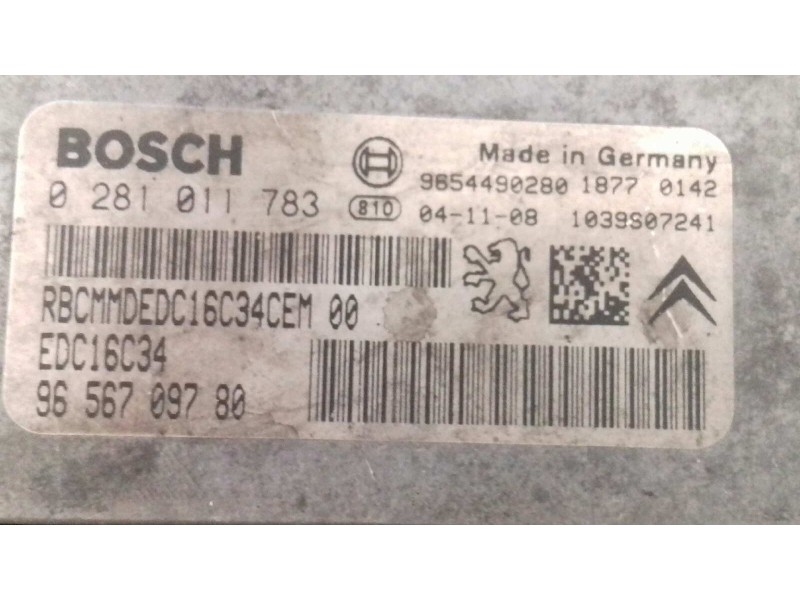 BOSCH
0 281 011 783
810
Made in Germany
9654490280 1877 0142
04-11-08 1039S07241
RBCMMDEDC16C34CEM 00
EDC16C34
96 567 097 80